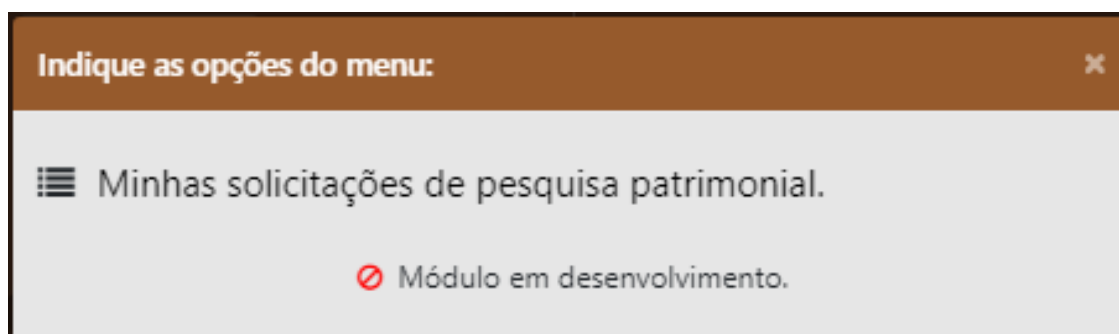 Indique as opções do menu:
Minhas solicitações de pesquisa patrimonial.
Módulo em desenvolvimento.